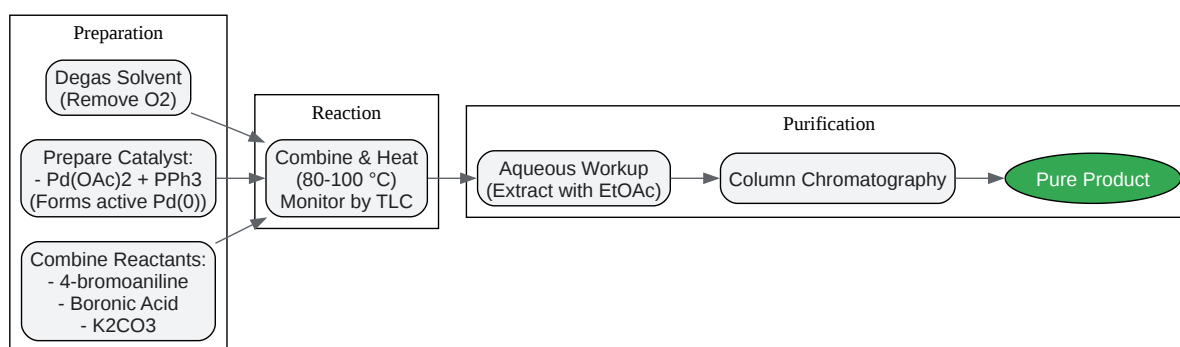 Preparation
Degas Solvent
(Remove O2)
Prepare Catalyst:
- Pd(OAc)2 + PPh3
(Forms active Pd(0))
Combine Reactants:
- 4-bromoaniline
- Boronic Acid
- K2CO3
Reaction
Combine & Heat
(80-100 °C)
Monitor by TLC
Purification
Aqueous Workup
(Extract with EtOAc)
Column Chromatography
Pure Product